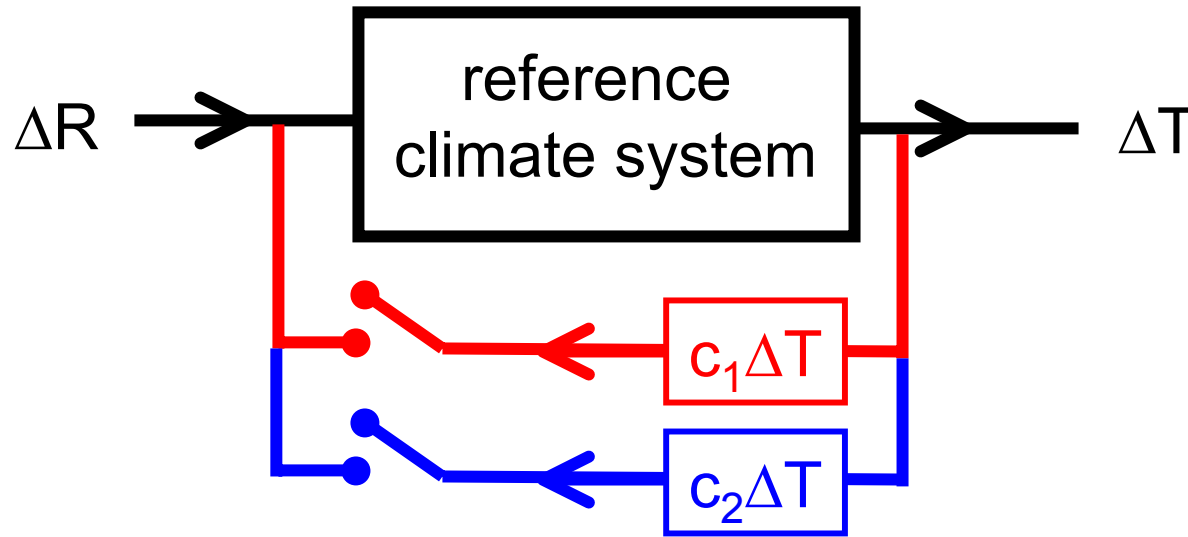 ΔR
reference
climate system
ΔT
c₁ΔT
c₂ΔT